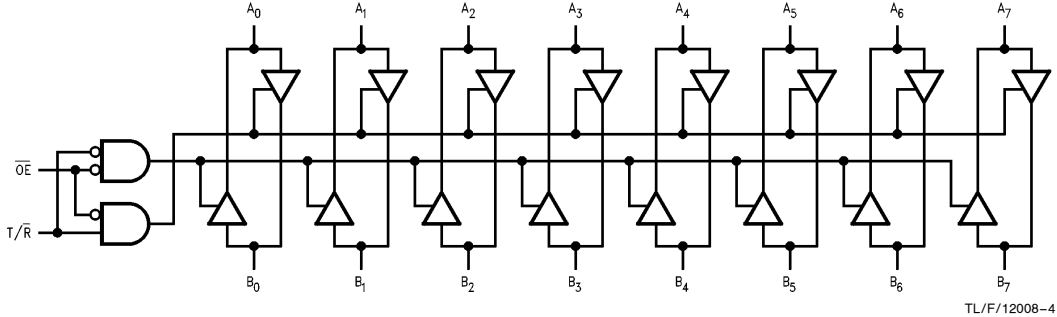 A₀ A₁ A₂ A₃ A₄ A₅ A₆ A₇
O̅E̅
T/R̅
B₀ B₁ B₂ B₃ B₄ B₅ B₆ B₇
TL/F/12008–4